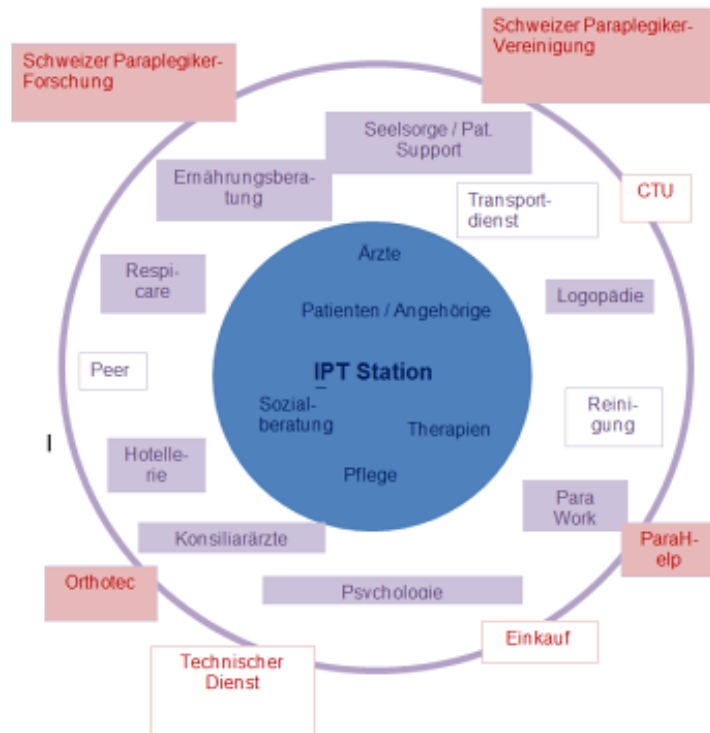 Schweizer Paraplegiker-
Vereinigung
Schweizer Paraplegiker-
Forschung
Seelsorge / Pat.
Support
Ernährungsbera-
tung
Transport-
dienst
CTU
Ärzte
Respi-
care
Logopädie
Patienten / Angehörige
Peer
IPT Station
Sozial-
beratung
Therapien
Reini-
gung
I
Hotelle-
rie
Pflege
Para
Work
Konsiliarärzte
ParaH-
elp
Orthotec
Psychologie
Einkauf
Technischer
Dienst